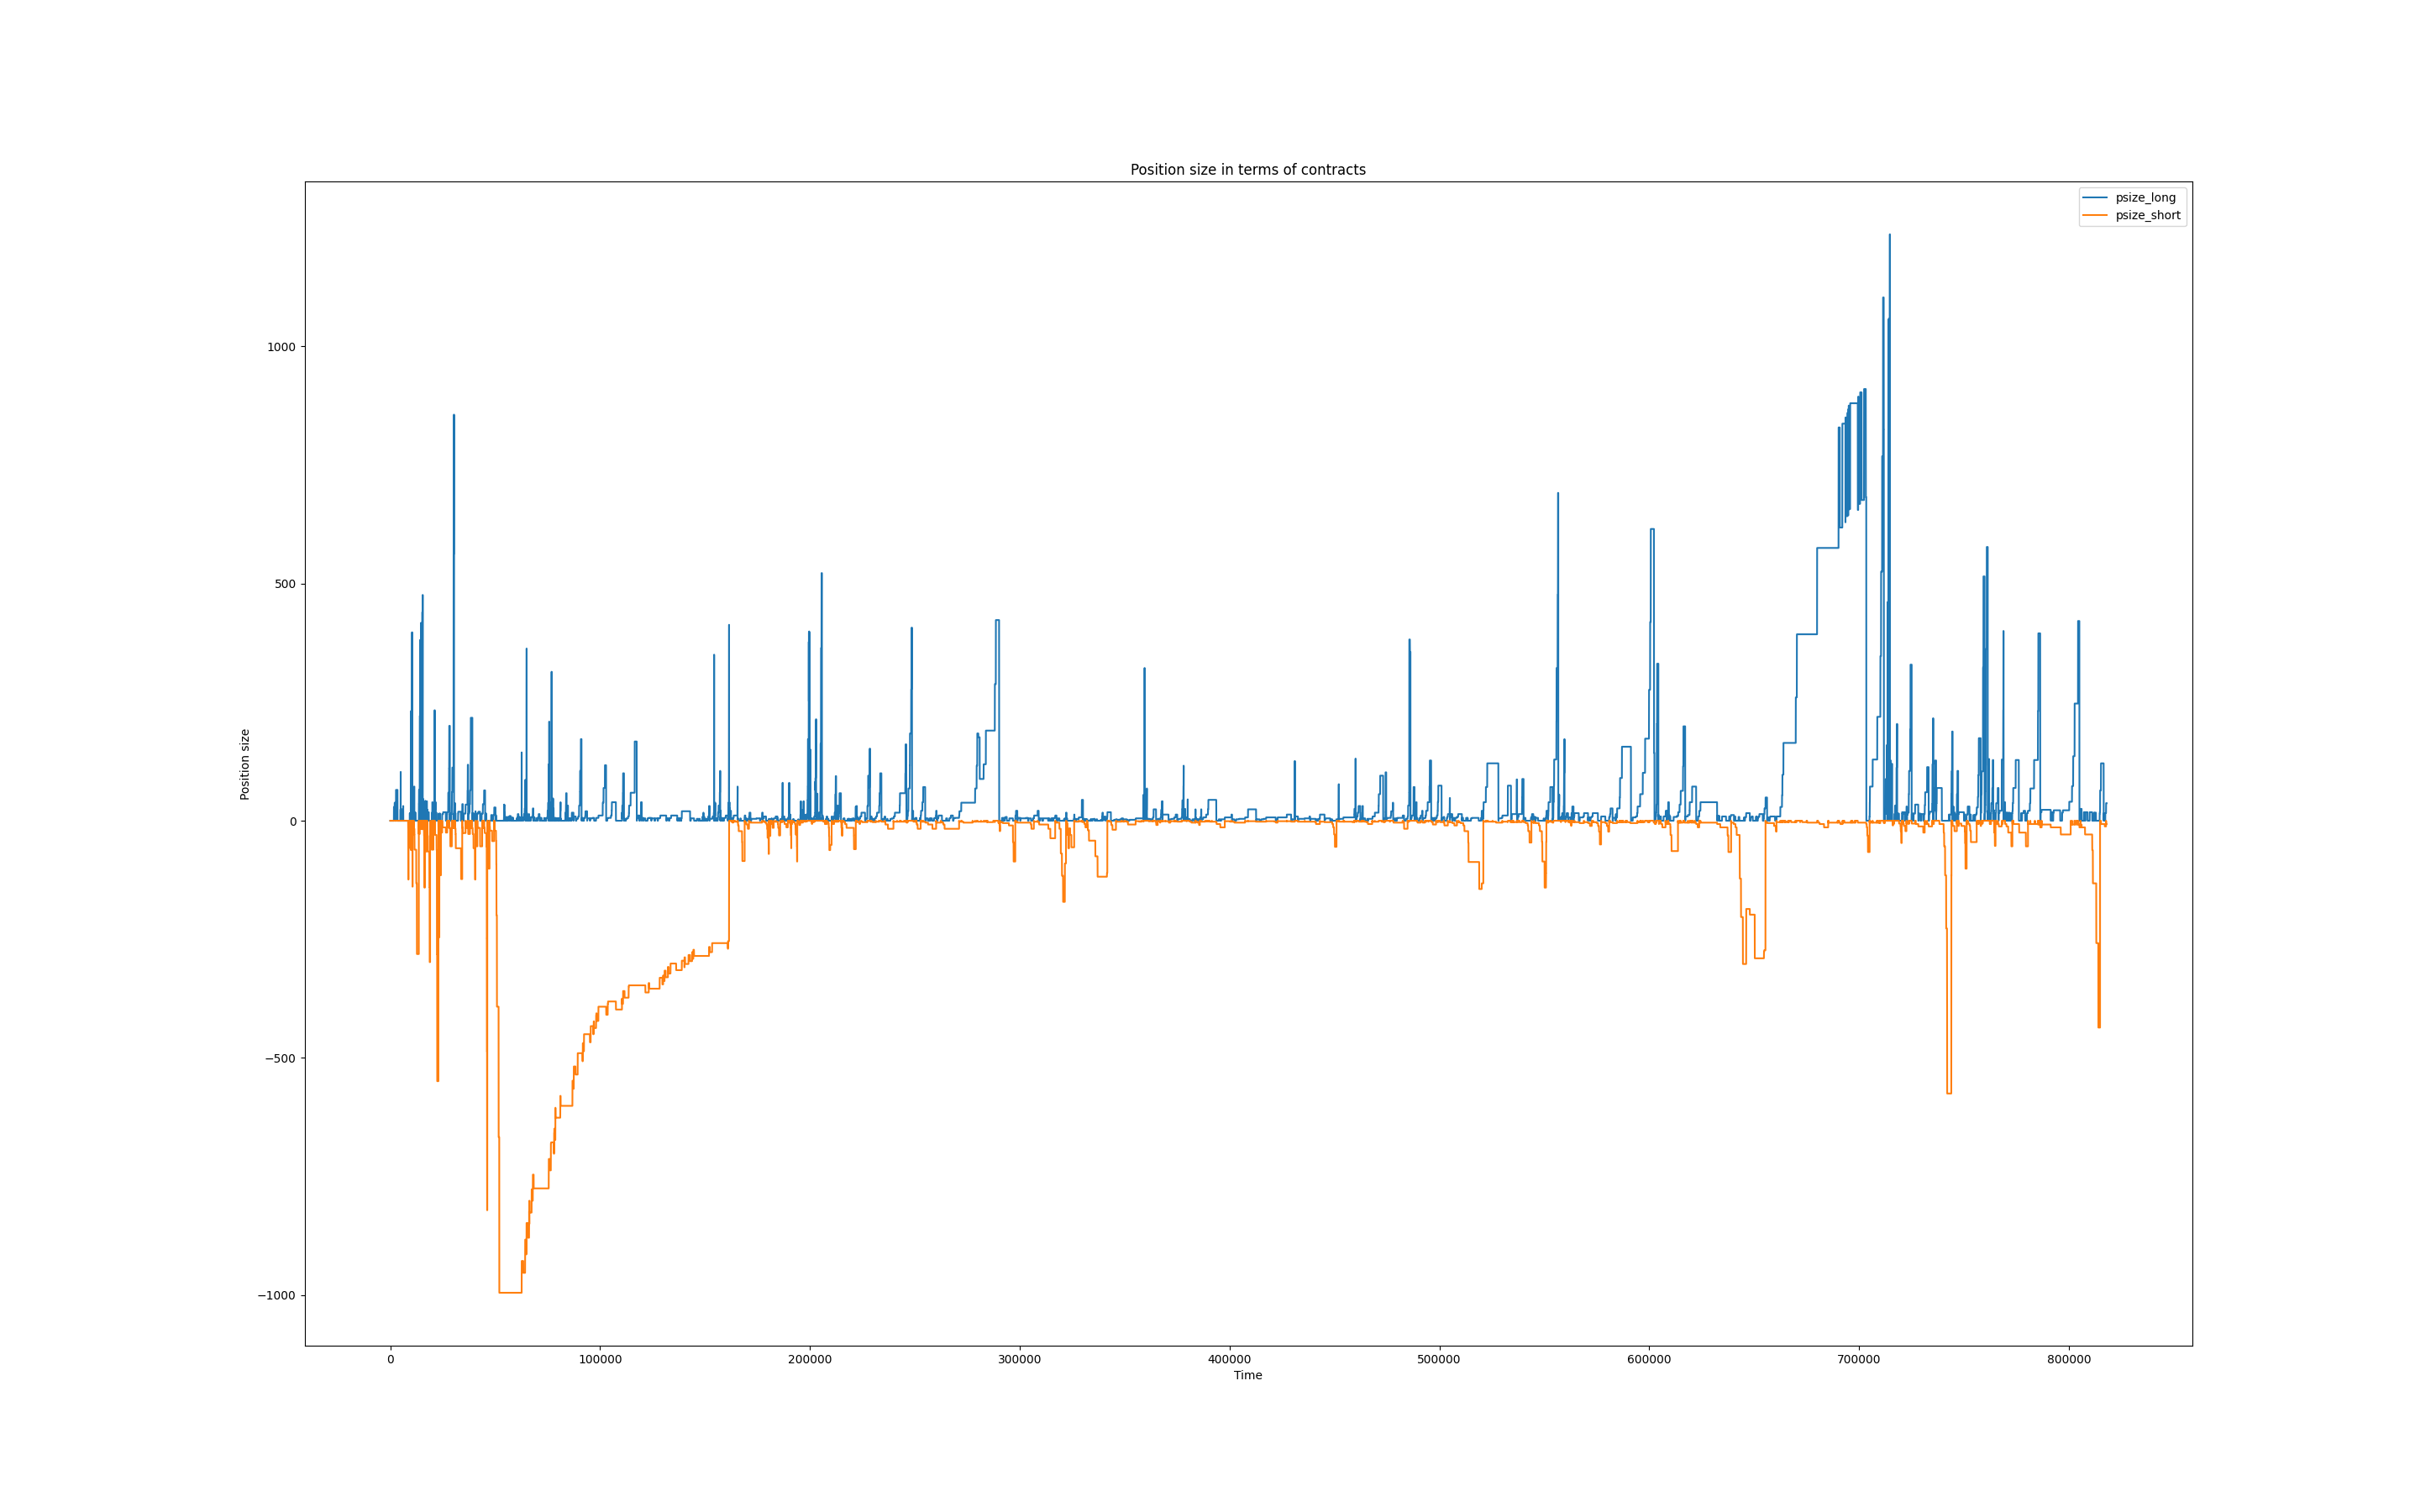 Position size in terms of contracts
psize_long
psize_short
1000
500
0
−500
−1000
Position size
0 100000 200000 300000 400000 500000 600000 700000 800000
Time